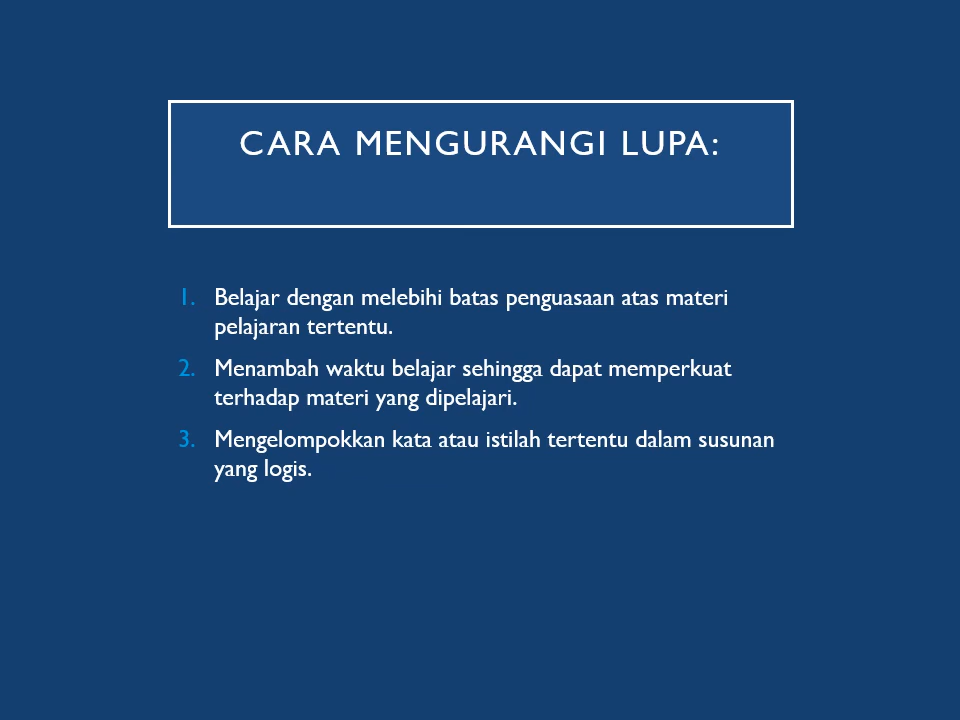 CARA MENGURANGI LUPA:
1. Belajar dengan melebihi batas penguasaan atas materi
pelajaran tertentu.
2. Menambah waktu belajar sehingga dapat memperkuat
terhadap materi yang dipelajari.
3. Mengelompokkan kata atau istilah tertentu dalam susunan
yang logis.